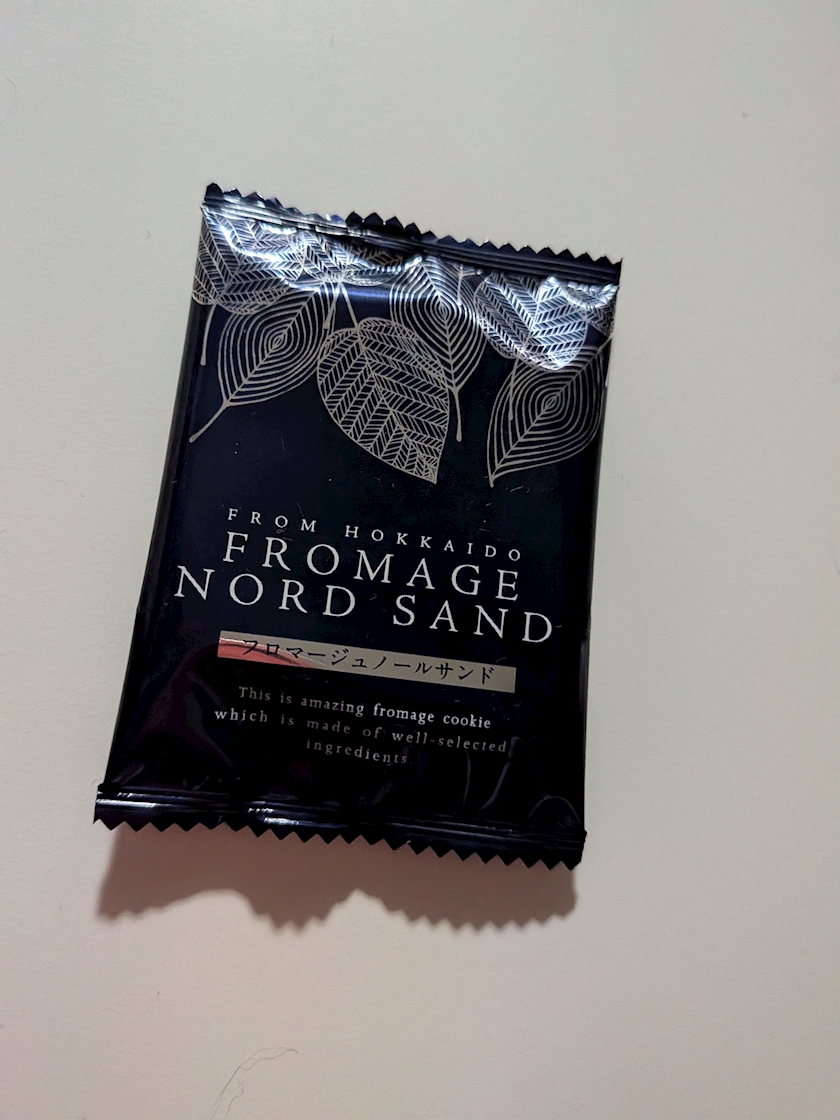 FROM HOKKAIDO
FROMAGE
NORD SAND
フロマージュノールサンド
This is amazing fromage cookie
which is made of well-selected
ingredients.